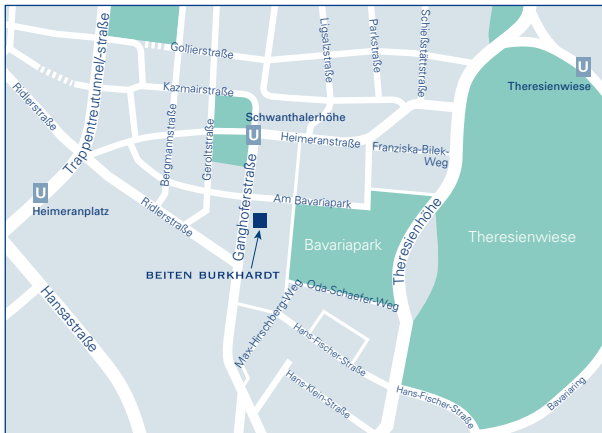 Gollierstraße
Ligsalzstraße
Parkstraße
Schießstättstraße
Trappentreutunnel/-straße
U
Theresienwiese
Kazmairstraße
Ridlerstraße
Schwanthalerhöhe
U
Heimeranstraße
Franziska-Bilek-
Weg
Bergmannstraße
Geroltstraße
U
Heimeranplatz
Am Bavariapark
Ridlerstraße
Ganghoferstraße
Theresienhöhe
Bavariapark
Theresienwiese
BEITEN BURKHARDT
Oda-Schaefer-Weg
Hansastraße
Max-Hirschberg-Weg
Hans-Fischer-Straße
Hans-Klein-Straße
Hans-Fischer-Straße
Bavariaring